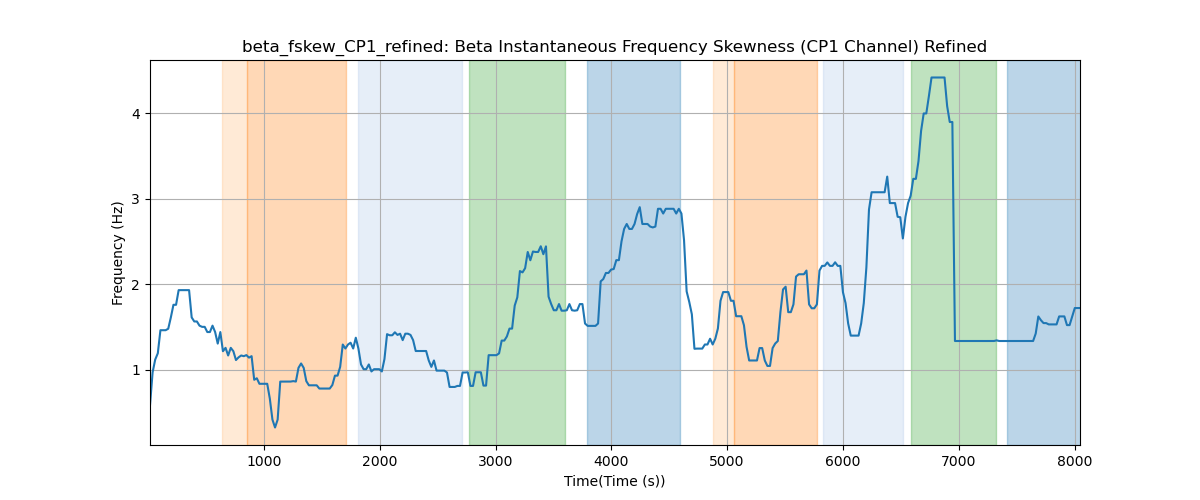 beta_fskew_CP1_refined: Beta Instantaneous Frequency Skewness (CP1 Channel) Refined
Frequency (Hz)
4
3
2
1
1000 2000 3000 4000 5000 6000 7000 8000
Time(Time (s))